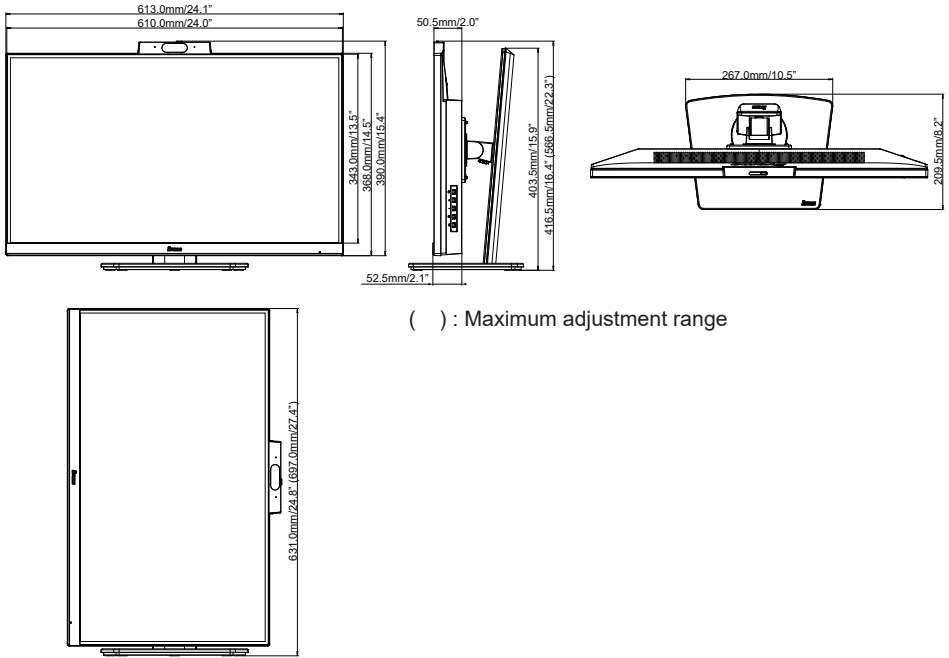 613.0mm/24.1”
610.0mm/24.0”
343.0mm/13.5”
368.0mm/14.5”
390.0mm/15.4”
50.5mm/2.0”
403.5mm/15.9”
416.5mm/16.4” (566.5mm/22.3”)
52.5mm/2.1”
267.0mm/10.5”
209.5mm/8.2”
( ) : Maximum adjustment range
631.0mm/24.8” (697.0mm/27.4”)